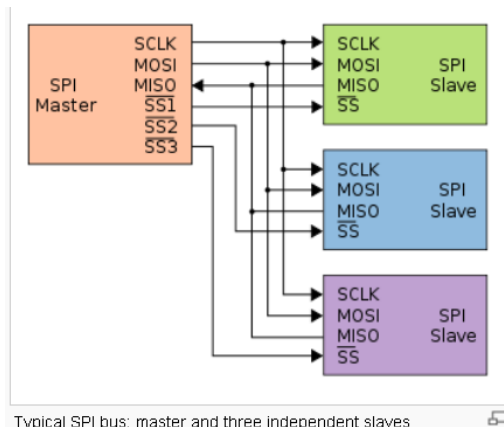 SPI
Master
SCLK
MOSI
MISO
SS1
SS2
SS3
SCLK
MOSI
MISO
SS
SPI
Slave
SCLK
MOSI
MISO
SS
SPI
Slave
SCLK
MOSI
MISO
SS
SPI
Slave
Typical SPI bus: master and three independent slaves